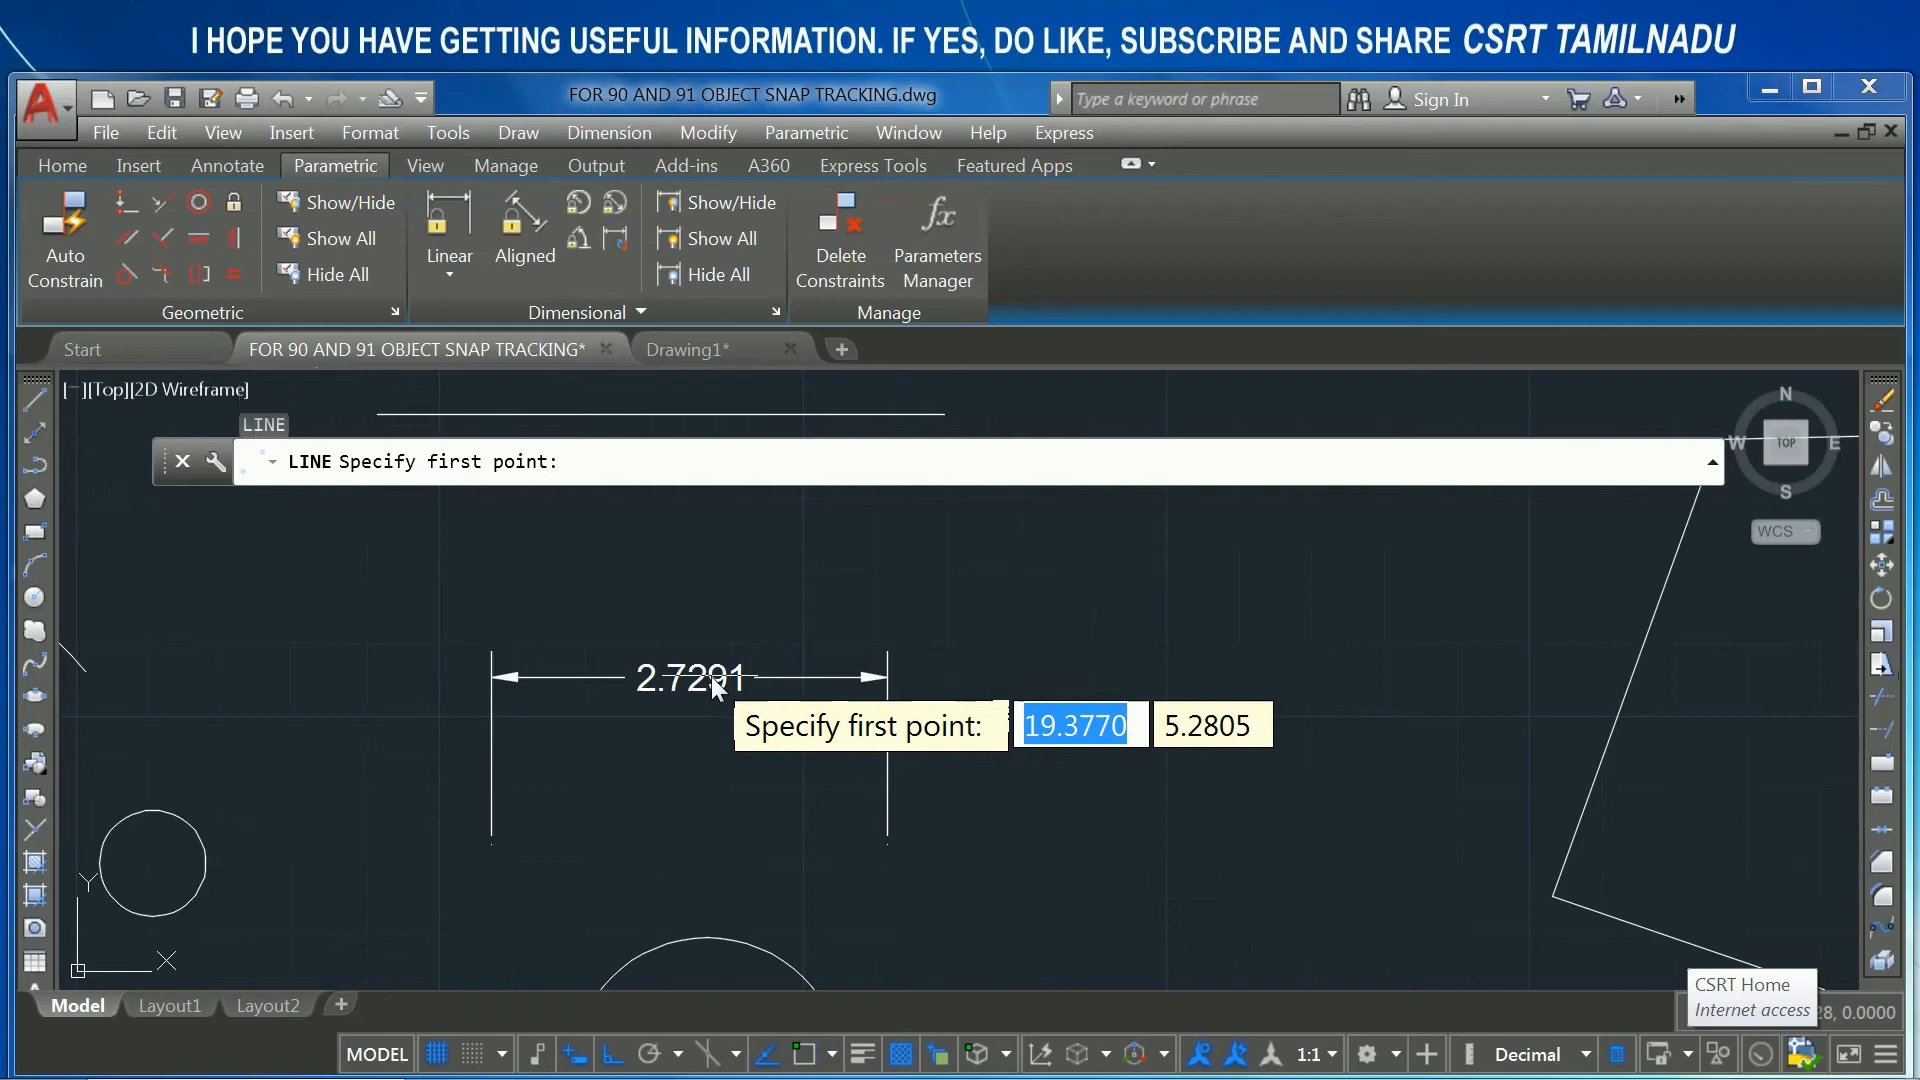 I HOPE YOU HAVE GETTING USEFUL INFORMATION. IF YES, DO LIKE, SUBSCRIBE AND SHARE CSRT TAMILNADU
FOR 90 AND 91 OBJECT SNAP TRACKING.dwg
Type a keyword or phrase
Sign In
File Edit View Insert Format Tools Draw Dimension Modify Parametric Window Help Express
Home Insert Annotate Parametric View Manage Output Add-ins A360 Express Tools Featured Apps
Auto Constrain
Show/Hide
Show All
Hide All
Geometric
Linear
Aligned
Show/Hide
Show All
Hide All
Dimensional
Delete Constraints
fx
Parameters Manager
Manage
Start
FOR 90 AND 91 OBJECT SNAP TRACKING*
Drawing1*
[−][Top][2D Wireframe]
LINE
LINE Specify first point:
N
W TOP E
S
WCS
2.7291
Specify first point: 19.3770 5.2805
Y
X
CSRT Home
Internet access
28, 0.0000
Model Layout1 Layout2
MODEL
1:1
Decimal